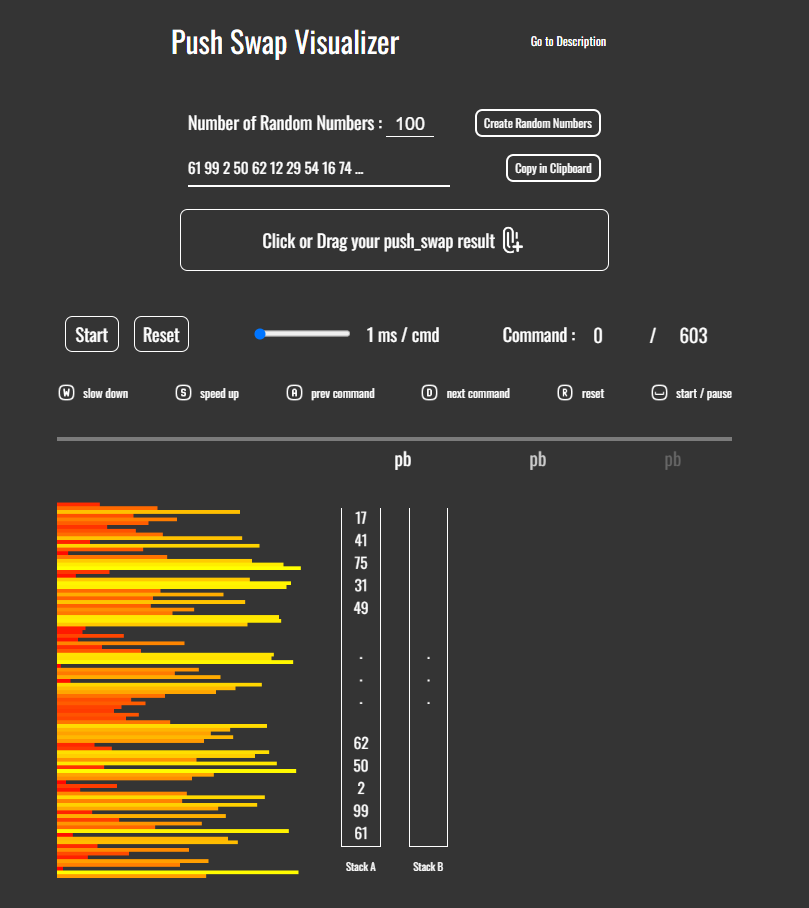 Push Swap Visualizer
Go to Description
Number of Random Numbers : 100
Create Random Numbers
61 99 2 50 62 12 29 54 16 74 ...
Copy in Clipboard
Click or Drag your push_swap result
Start
Reset
1 ms / cmd
Command : 0 / 603
W slow down
S speed up
A prev command
D next command
R reset
start / pause
pb pb pb
17
41
75
31
49
. .
. .
. .
62
50
2
99
61
Stack A Stack B